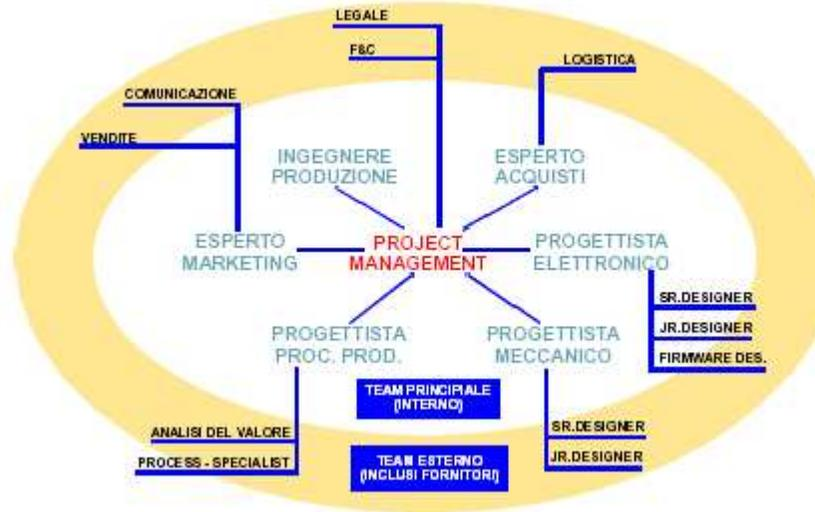 LEGALE
F&C
LOGISTICA
COMUNICAZIONE
VENDITE
INGEGNERE
PRODUZIONE
ESPERTO
ACQUISTI
ESPERTO
MARKETING
PROJECT
MANAGEMENT
PROGETTISTA
ELETTRONICO
SR.DESIGNER
JR.DESIGNER
FIRMWARE DES.
PROGETTISTA
PROC. PROD.
PROGETTISTA
MECCANICO
TEAM PRINCIPIALE
(INTERNO)
ANALISI DEL VALORE
PROCESS - SPECIALIST
SR.DESIGNER
JR.DESIGNER
TEAM ESTERNO
(INCLUSI FORNITORI)